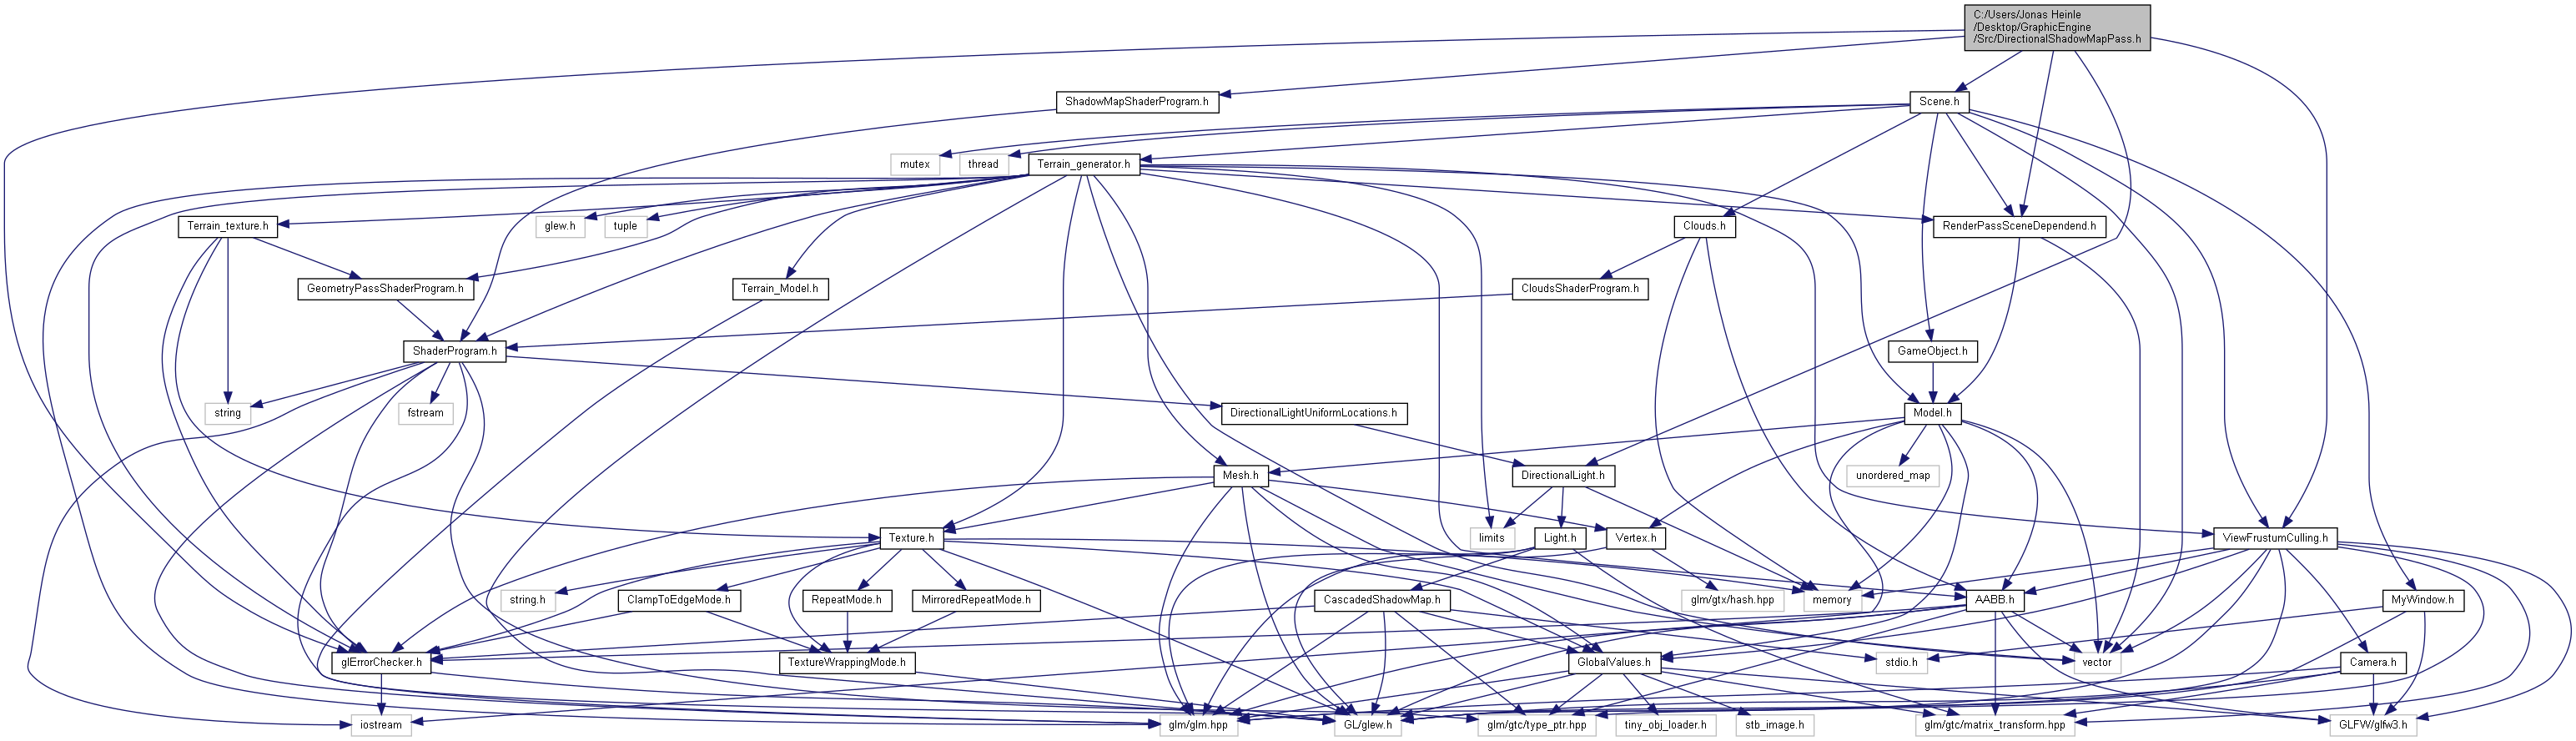 C:/Users/Jonas Heinle
/Desktop/GraphicEngine
/Src/DirectionalShadowMapPass.h
ShadowMapShaderProgram.h
Scene.h
mutex
thread
Terrain_generator.h
Terrain_texture.h
glew.h
tuple
Clouds.h
RenderPassSceneDependend.h
GeometryPassShaderProgram.h
Terrain_Model.h
CloudsShaderProgram.h
ShaderProgram.h
GameObject.h
string
fstream
DirectionalLightUniformLocations.h
Model.h
Mesh.h
DirectionalLight.h
unordered_map
Texture.h
limits
Light.h
Vertex.h
ViewFrustumCulling.h
string.h
ClampToEdgeMode.h
RepeatMode.h
MirroredRepeatMode.h
glm/gtx/hash.hpp
CascadedShadowMap.h
memory
AABB.h
MyWindow.h
glErrorChecker.h
TextureWrappingMode.h
GlobalValues.h
stdio.h
vector
Camera.h
iostream
glm/glm.hpp
GL/glew.h
glm/gtc/type_ptr.hpp
tiny_obj_loader.h
stb_image.h
glm/gtc/matrix_transform.hpp
GLFW/glfw3.h